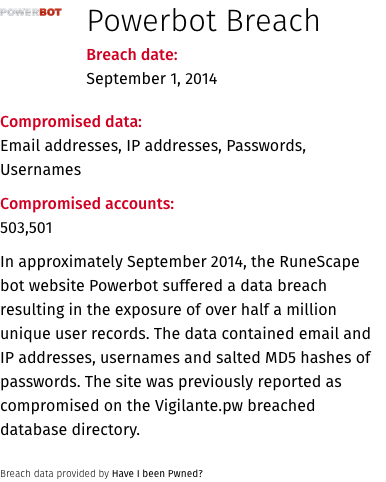 POWERBOT
Powerbot Breach
Breach date:
September 1, 2014
Compromised data:
Email addresses, IP addresses, Passwords,
Usernames
Compromised accounts:
503,501
In approximately September 2014, the RuneScape
bot website Powerbot suffered a data breach
resulting in the exposure of over half a million
unique user records. The data contained email and
IP addresses, usernames and salted MD5 hashes of
passwords. The site was previously reported as
compromised on the Vigilante.pw breached
database directory.
Breach data provided by Have I been Pwned?